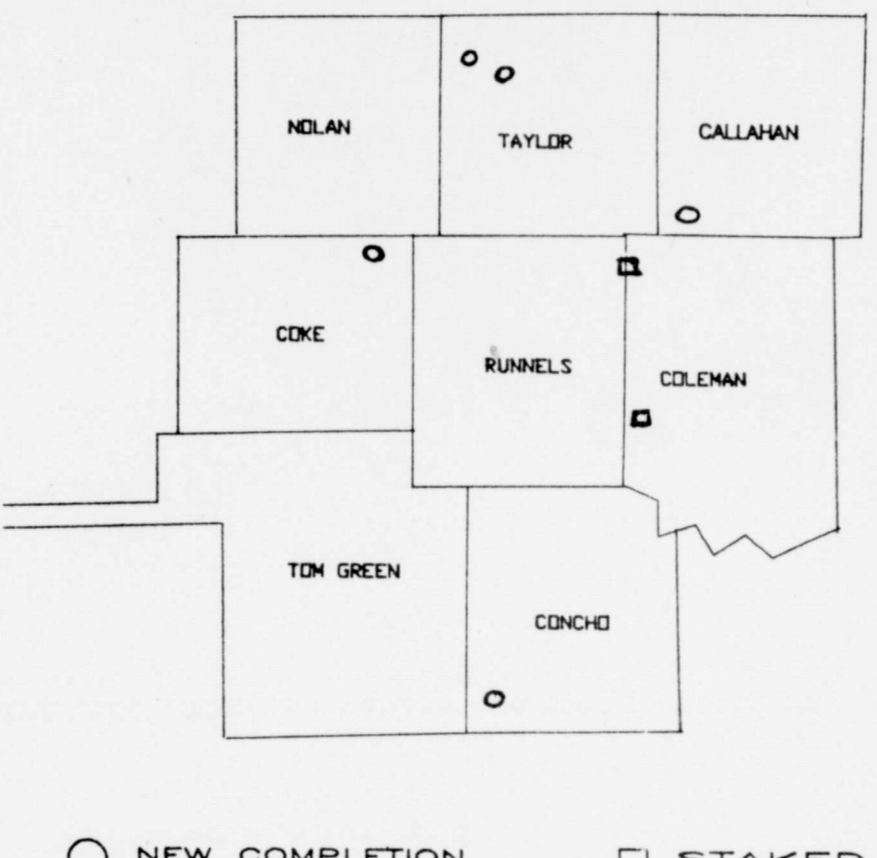 NOLAN
TAYLOR
CALLAHAN
COKE
RUNNELS
COLEMAN
TOM GREEN
CONCHO
NEW COMPLETION
STAKED